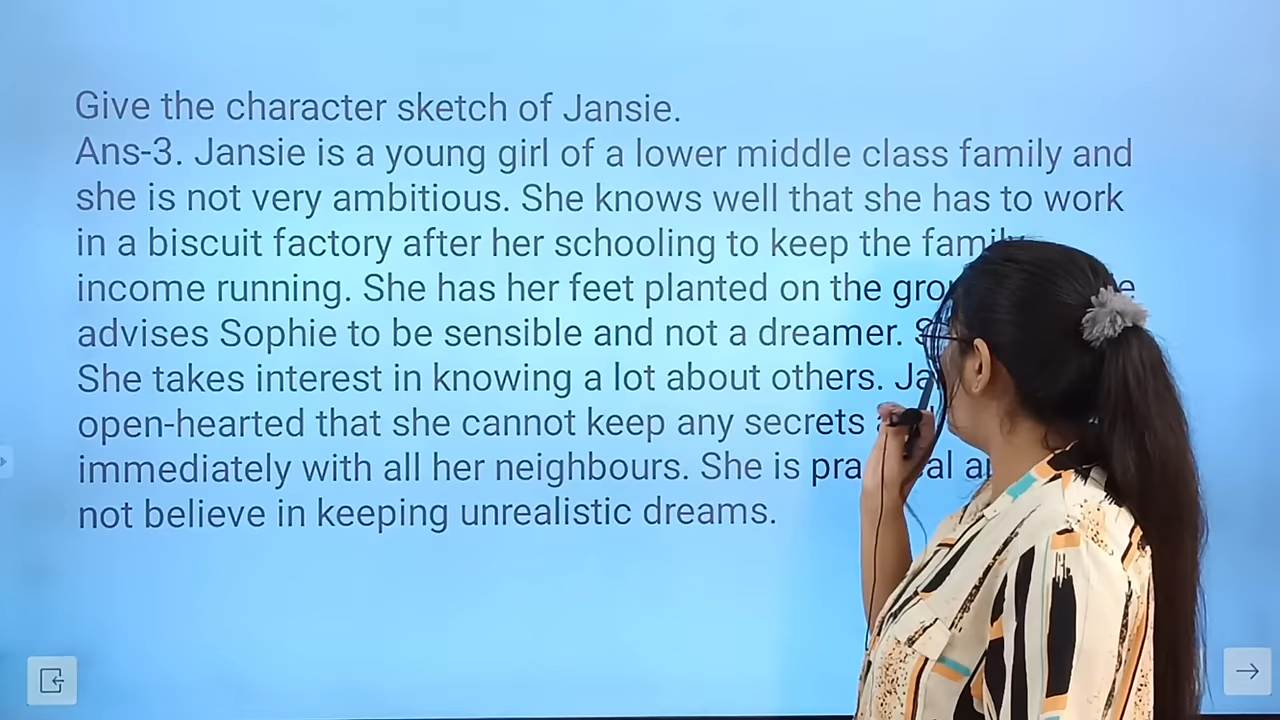 Give the character sketch of Jansie.
Ans-3. Jansie is a young girl of a lower middle class family and
she is not very ambitious. She knows well that she has to work
in a biscuit factory after her schooling to keep the family
income running. She has her feet planted on the
advises Sophie to be sensible and not a dreamer.
She takes interest in knowing a lot about others.
open-hearted that she cannot keep any secrets
immediately with all her neighbours. She is
not believe in keeping unrealistic dreams.